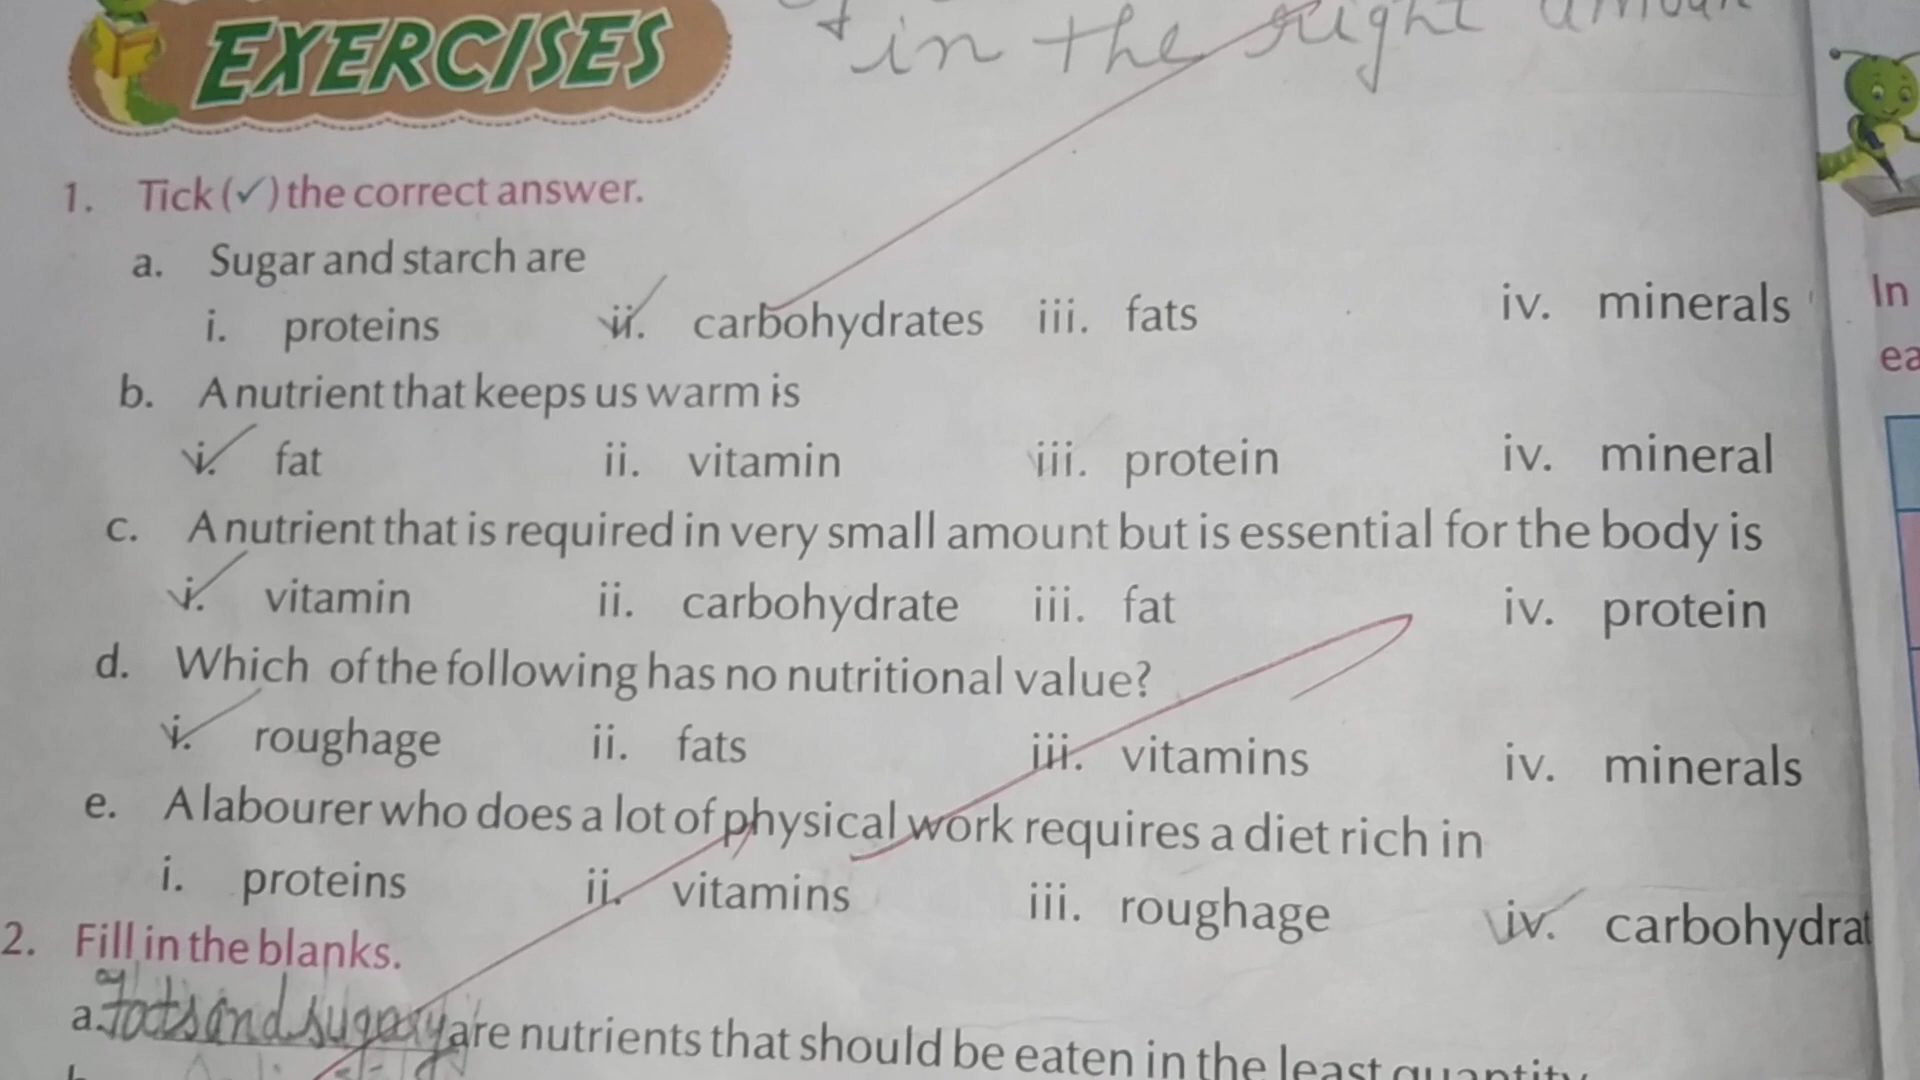 EXERCISES
in the right
1. Tick (✓) the correct answer.
a. Sugar and starch are
i. proteins ii. carbohydrates iii. fats iv. minerals
In
b. A nutrient that keeps us warm is
i. fat ii. vitamin iii. protein iv. mineral
c. A nutrient that is required in very small amount but is essential for the body is
i. vitamin ii. carbohydrate iii. fat iv. protein
d. Which of the following has no nutritional value?
i. roughage ii. fats iii. vitamins iv. minerals
e. A labourer who does a lot of physical work requires a diet rich in
i. proteins ii. vitamins iii. roughage iv. carbohydrat
2. Fill in the blanks.
a. fats and sugary are nutrients that should be eaten in the least quantity